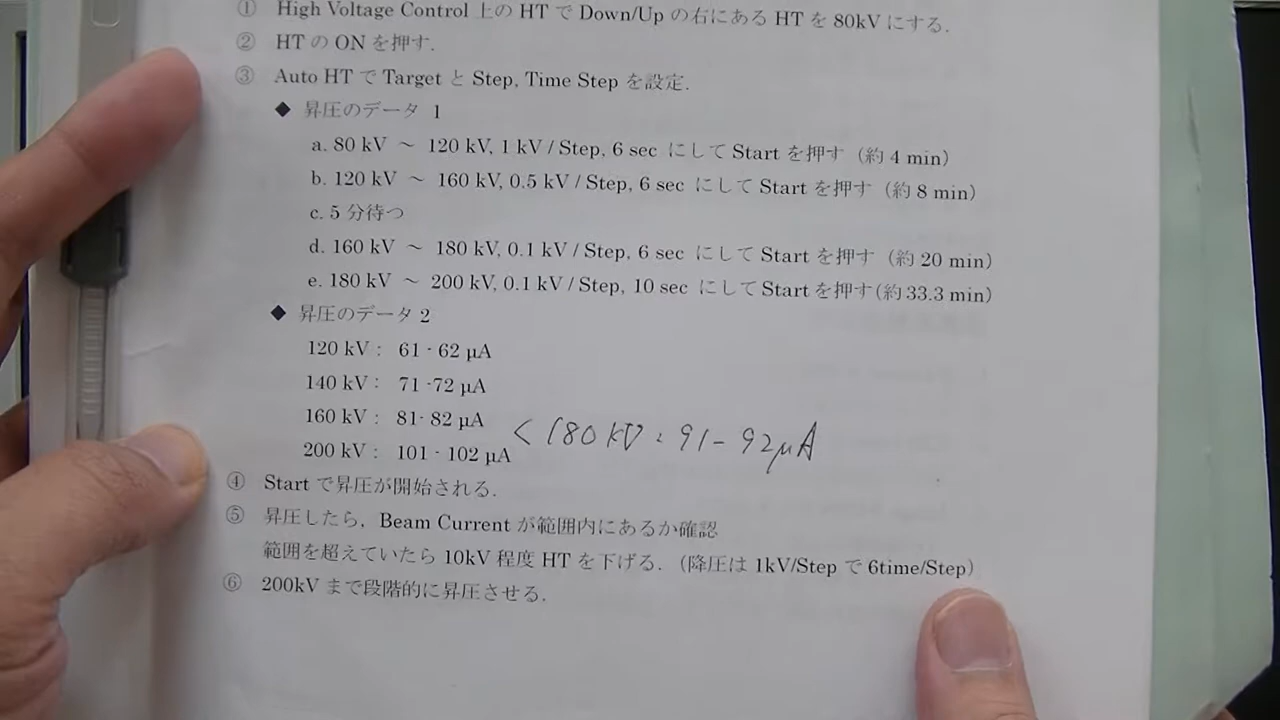 ① High Voltage Control 上の HT で Down/Up の右にある HT を 80kV にする.
② HT の ON を押す.
③ Auto HT で Target と Step, Time Step を設定.
◆ 昇圧のデータ 1
a. 80 kV ～ 120 kV, 1 kV / Step, 6 sec にして Start を押す (約 4 min)
b. 120 kV ～ 160 kV, 0.5 kV / Step, 6 sec にして Start を押す (約 8 min)
c. 5 分待つ
d. 160 kV ～ 180 kV, 0.1 kV / Step, 6 sec にして Start を押す (約 20 min)
e. 180 kV ～ 200 kV, 0.1 kV / Step, 10 sec にして Start を押す (約 33.3 min)
◆ 昇圧のデータ 2
120 kV : 61 - 62 μA
140 kV : 71 -72 μA
160 kV : 81- 82 μA
< 180 kV : 91 - 92 μA
200 kV : 101 - 102 μA
④ Start で昇圧が開始される.
⑤ 昇圧したら, Beam Current が範囲内にあるか確認
範囲を超えていたら 10kV 程度 HT を下げる. (降圧は 1kV/Step で 6time/Step)
⑥ 200kV まで段階的に昇圧させる.